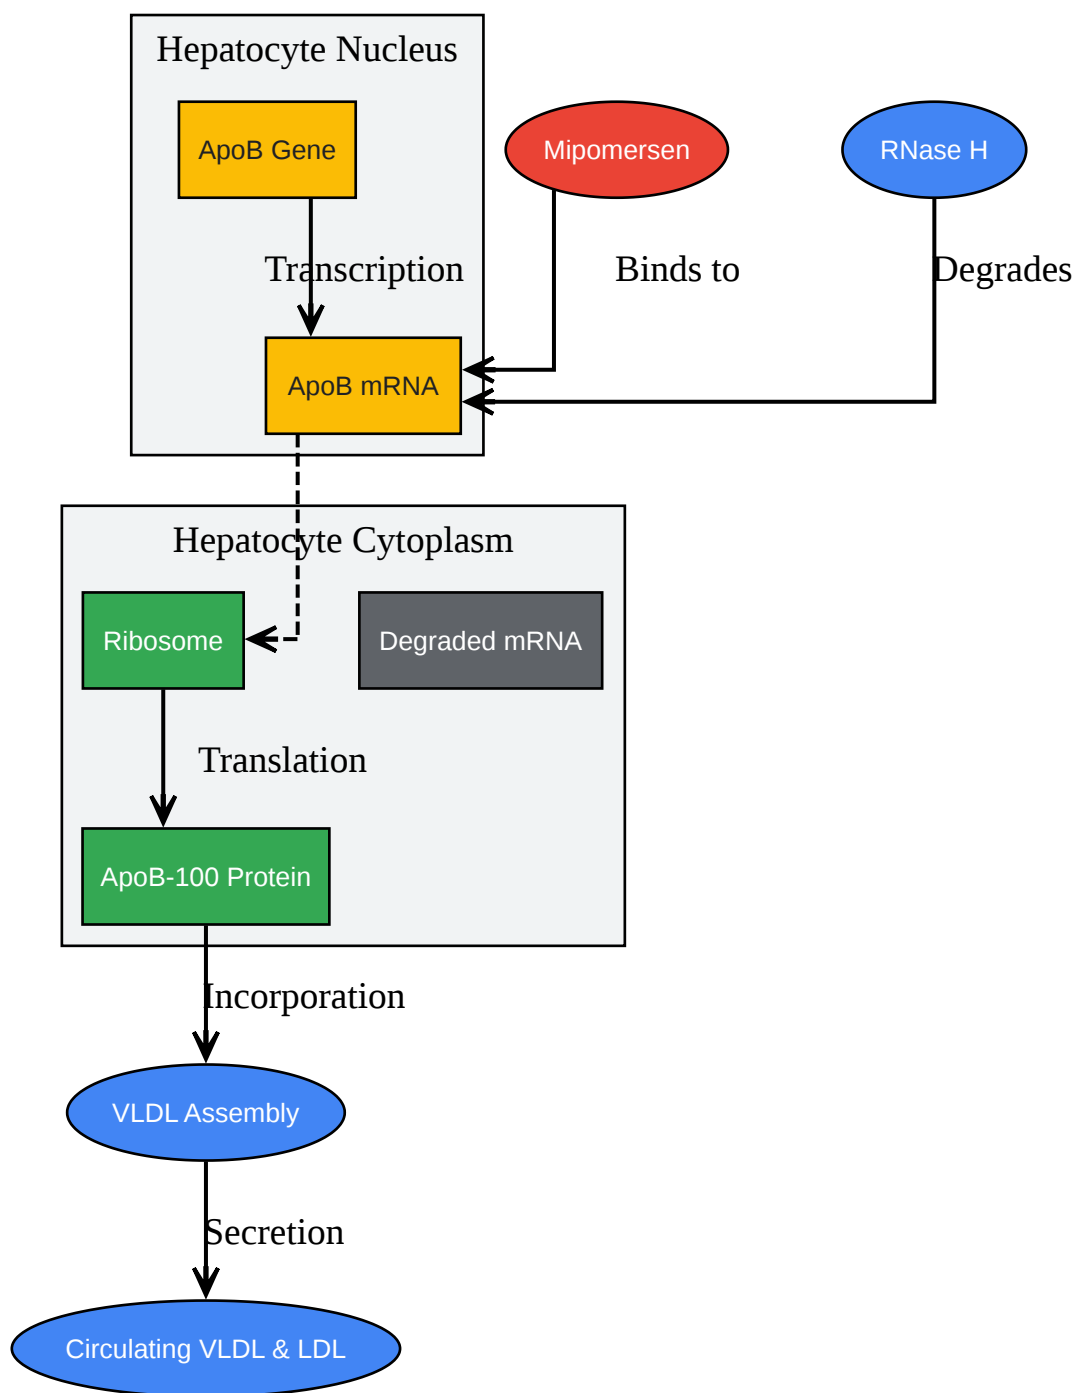 Hepatocyte Nucleus
ApoB Gene
Mipomersen
RNase H
Transcription
Binds to
Degrades
ApoB mRNA
Hepatocyte Cytoplasm
Ribosome
Degraded mRNA
Translation
ApoB-100 Protein
Incorporation
VLDL Assembly
Secretion
Circulating VLDL & LDL